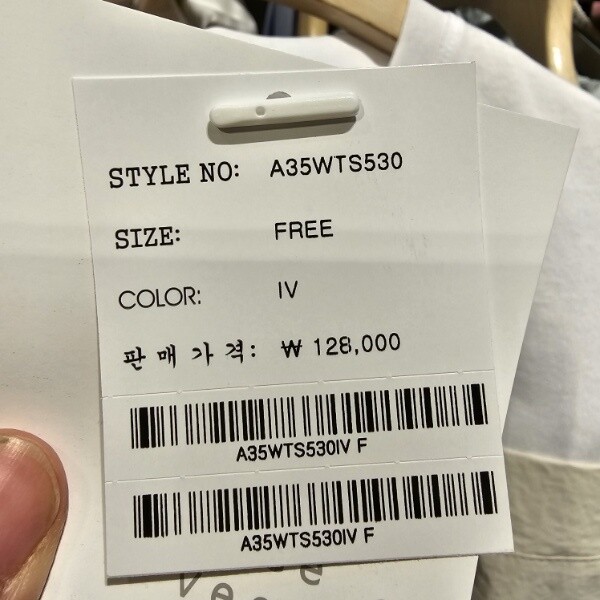 STYLE NO: A35WTS530
SIZE: FREE
COLOR: IV
판매가격: ₩ 128,000
A35WTS530IV F
A35WTS530IV F